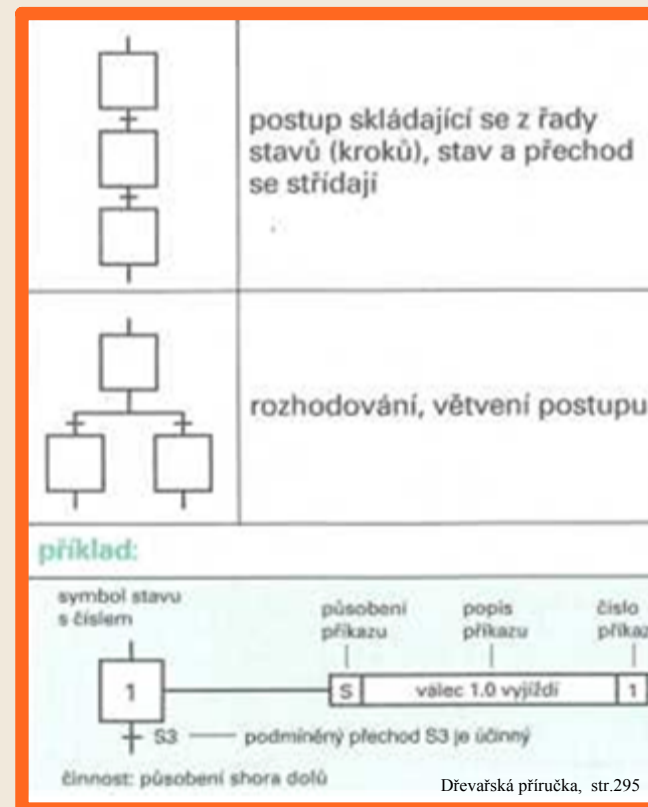 postup skládající se z řady
stavů (kroků), stav a přechod
se střídají
rozhodování, větvení postupu
příklad:
symbol stavu
s číslem
působení
příkazu
popis
příkazu
číslo
příkaz
1
S
válec 1.0 vyjíždí
1
S3
podmíněný přechod S3 je účinný
činnost: působení shora dolů
Dřevařská příručka, str.295